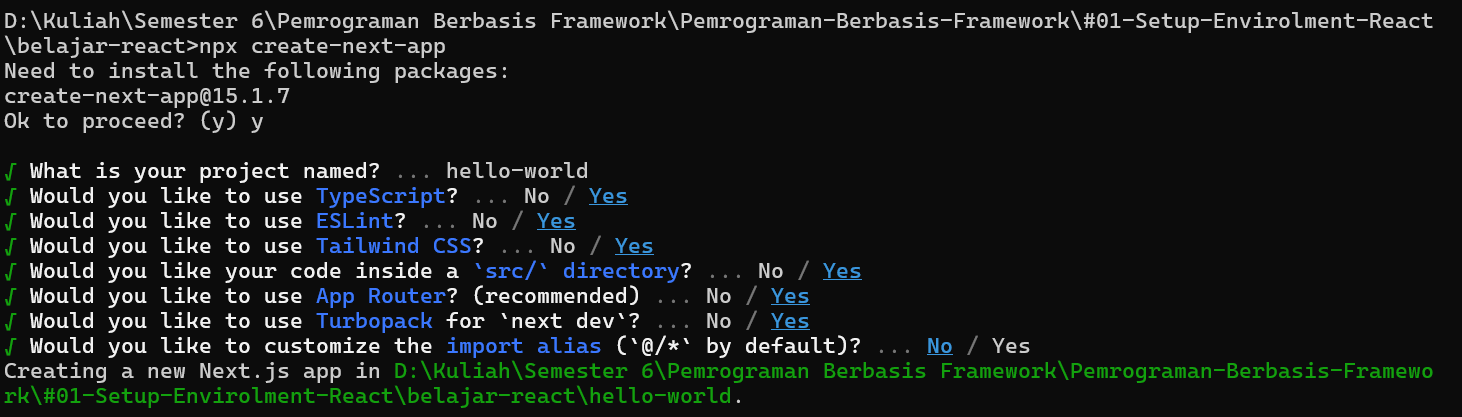 D:\Kuliah\Semester 6\Pemrograman Berbasis Framework\Pemrograman-Berbasis-Framework\#01-Setup-Envirolment-React
\belajar-react>npx create-next-app
Need to install the following packages:
create-next-app@15.1.7
Ok to proceed? (y) y
√ What is your project named? ... hello-world
√ Would you like to use TypeScript? ... No / Yes
√ Would you like to use ESLint? ... No / Yes
√ Would you like to use Tailwind CSS? ... No / Yes
√ Would you like your code inside a `src/` directory? ... No / Yes
√ Would you like to use App Router? (recommended) ... No / Yes
√ Would you like to use Turbopack for `next dev`? ... No / Yes
√ Would you like to customize the import alias (`@/*` by default)? ... No / Yes
Creating a new Next.js app in D:\Kuliah\Semester 6\Pemrograman Berbasis Framework\Pemrograman-Berbasis-Framewo
rk\#01-Setup-Envirolment-React\belajar-react\hello-world.